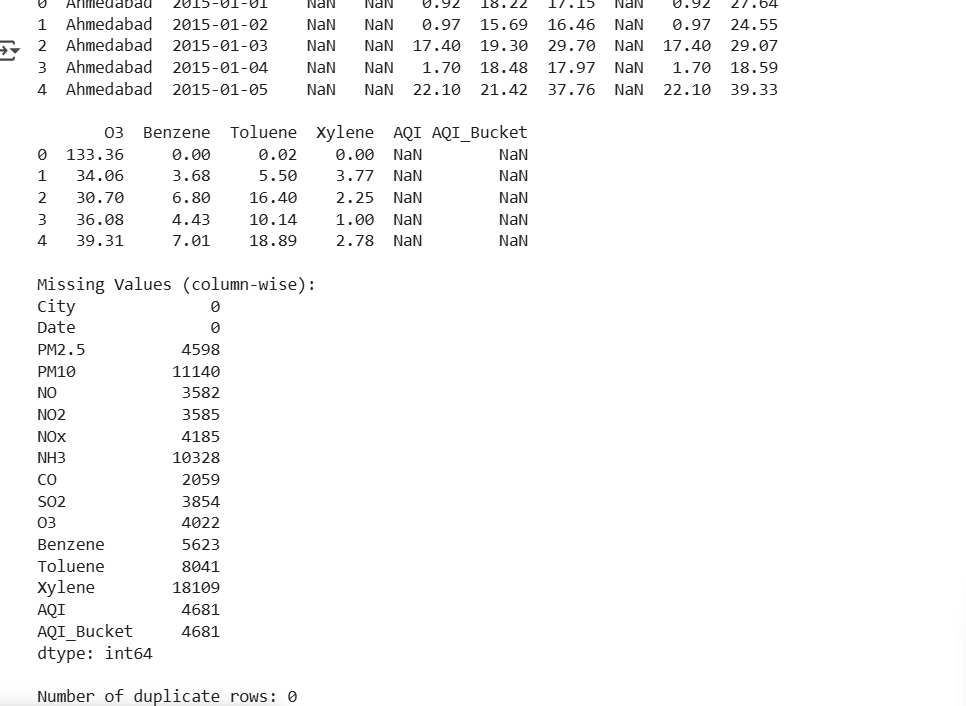 0  Ahmedabad  2015-01-01    NaN   NaN   0.92  18.22  17.15  NaN   0.92  27.64
1  Ahmedabad  2015-01-02    NaN   NaN   0.97  15.69  16.46  NaN   0.97  24.55
2  Ahmedabad  2015-01-03    NaN   NaN  17.40  19.30  29.70  NaN  17.40  29.07
3  Ahmedabad  2015-01-04    NaN   NaN   1.70  18.48  17.97  NaN   1.70  18.59
4  Ahmedabad  2015-01-05    NaN   NaN  22.10  21.42  37.76  NaN  22.10  39.33
O3  Benzene  Toluene  Xylene  AQI AQI_Bucket
0  133.36     0.00     0.02    0.00  NaN        NaN
1   34.06     3.68     5.50    3.77  NaN        NaN
2   30.70     6.80    16.40    2.25  NaN        NaN
3   36.08     4.43    10.14    1.00  NaN        NaN
4   39.31     7.01    18.89    2.78  NaN        NaN
Missing Values (column-wise):
City              0
Date              0
PM2.5          4598
PM10          11140
NO             3582
NO2            3585
NOx            4185
NH3           10328
CO             2059
SO2            3854
O3             4022
Benzene        5623
Toluene        8041
Xylene        18109
AQI            4681
AQI_Bucket     4681
dtype: int64
Number of duplicate rows: 0